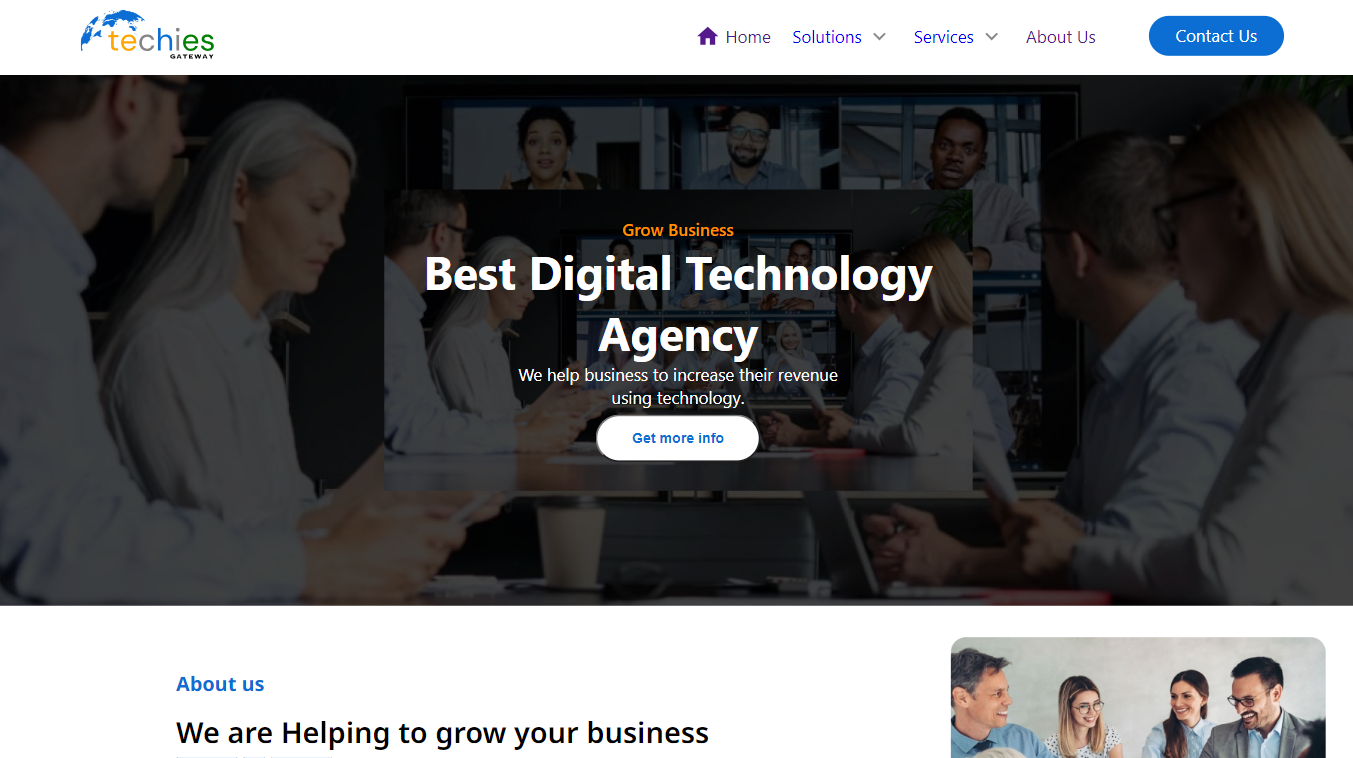 techies
GATEWAY
Home
Solutions
Services
About Us
Contact Us
Grow Business
Best Digital Technology
Agency
We help business to increase their revenue
using technology.
Get more info
About us
We are Helping to grow your business